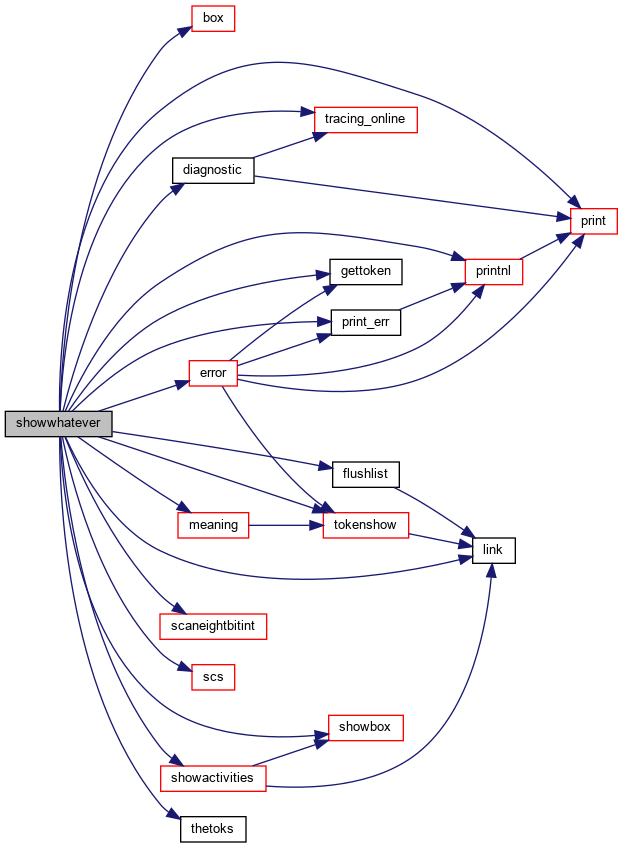 box
tracing_online
diagnostic
print
gettoken
printnl
print_err
error
showwhatever
flushlist
meaning
tokenshow
link
scaneightbitint
scs
showbox
showactivities
thetoks